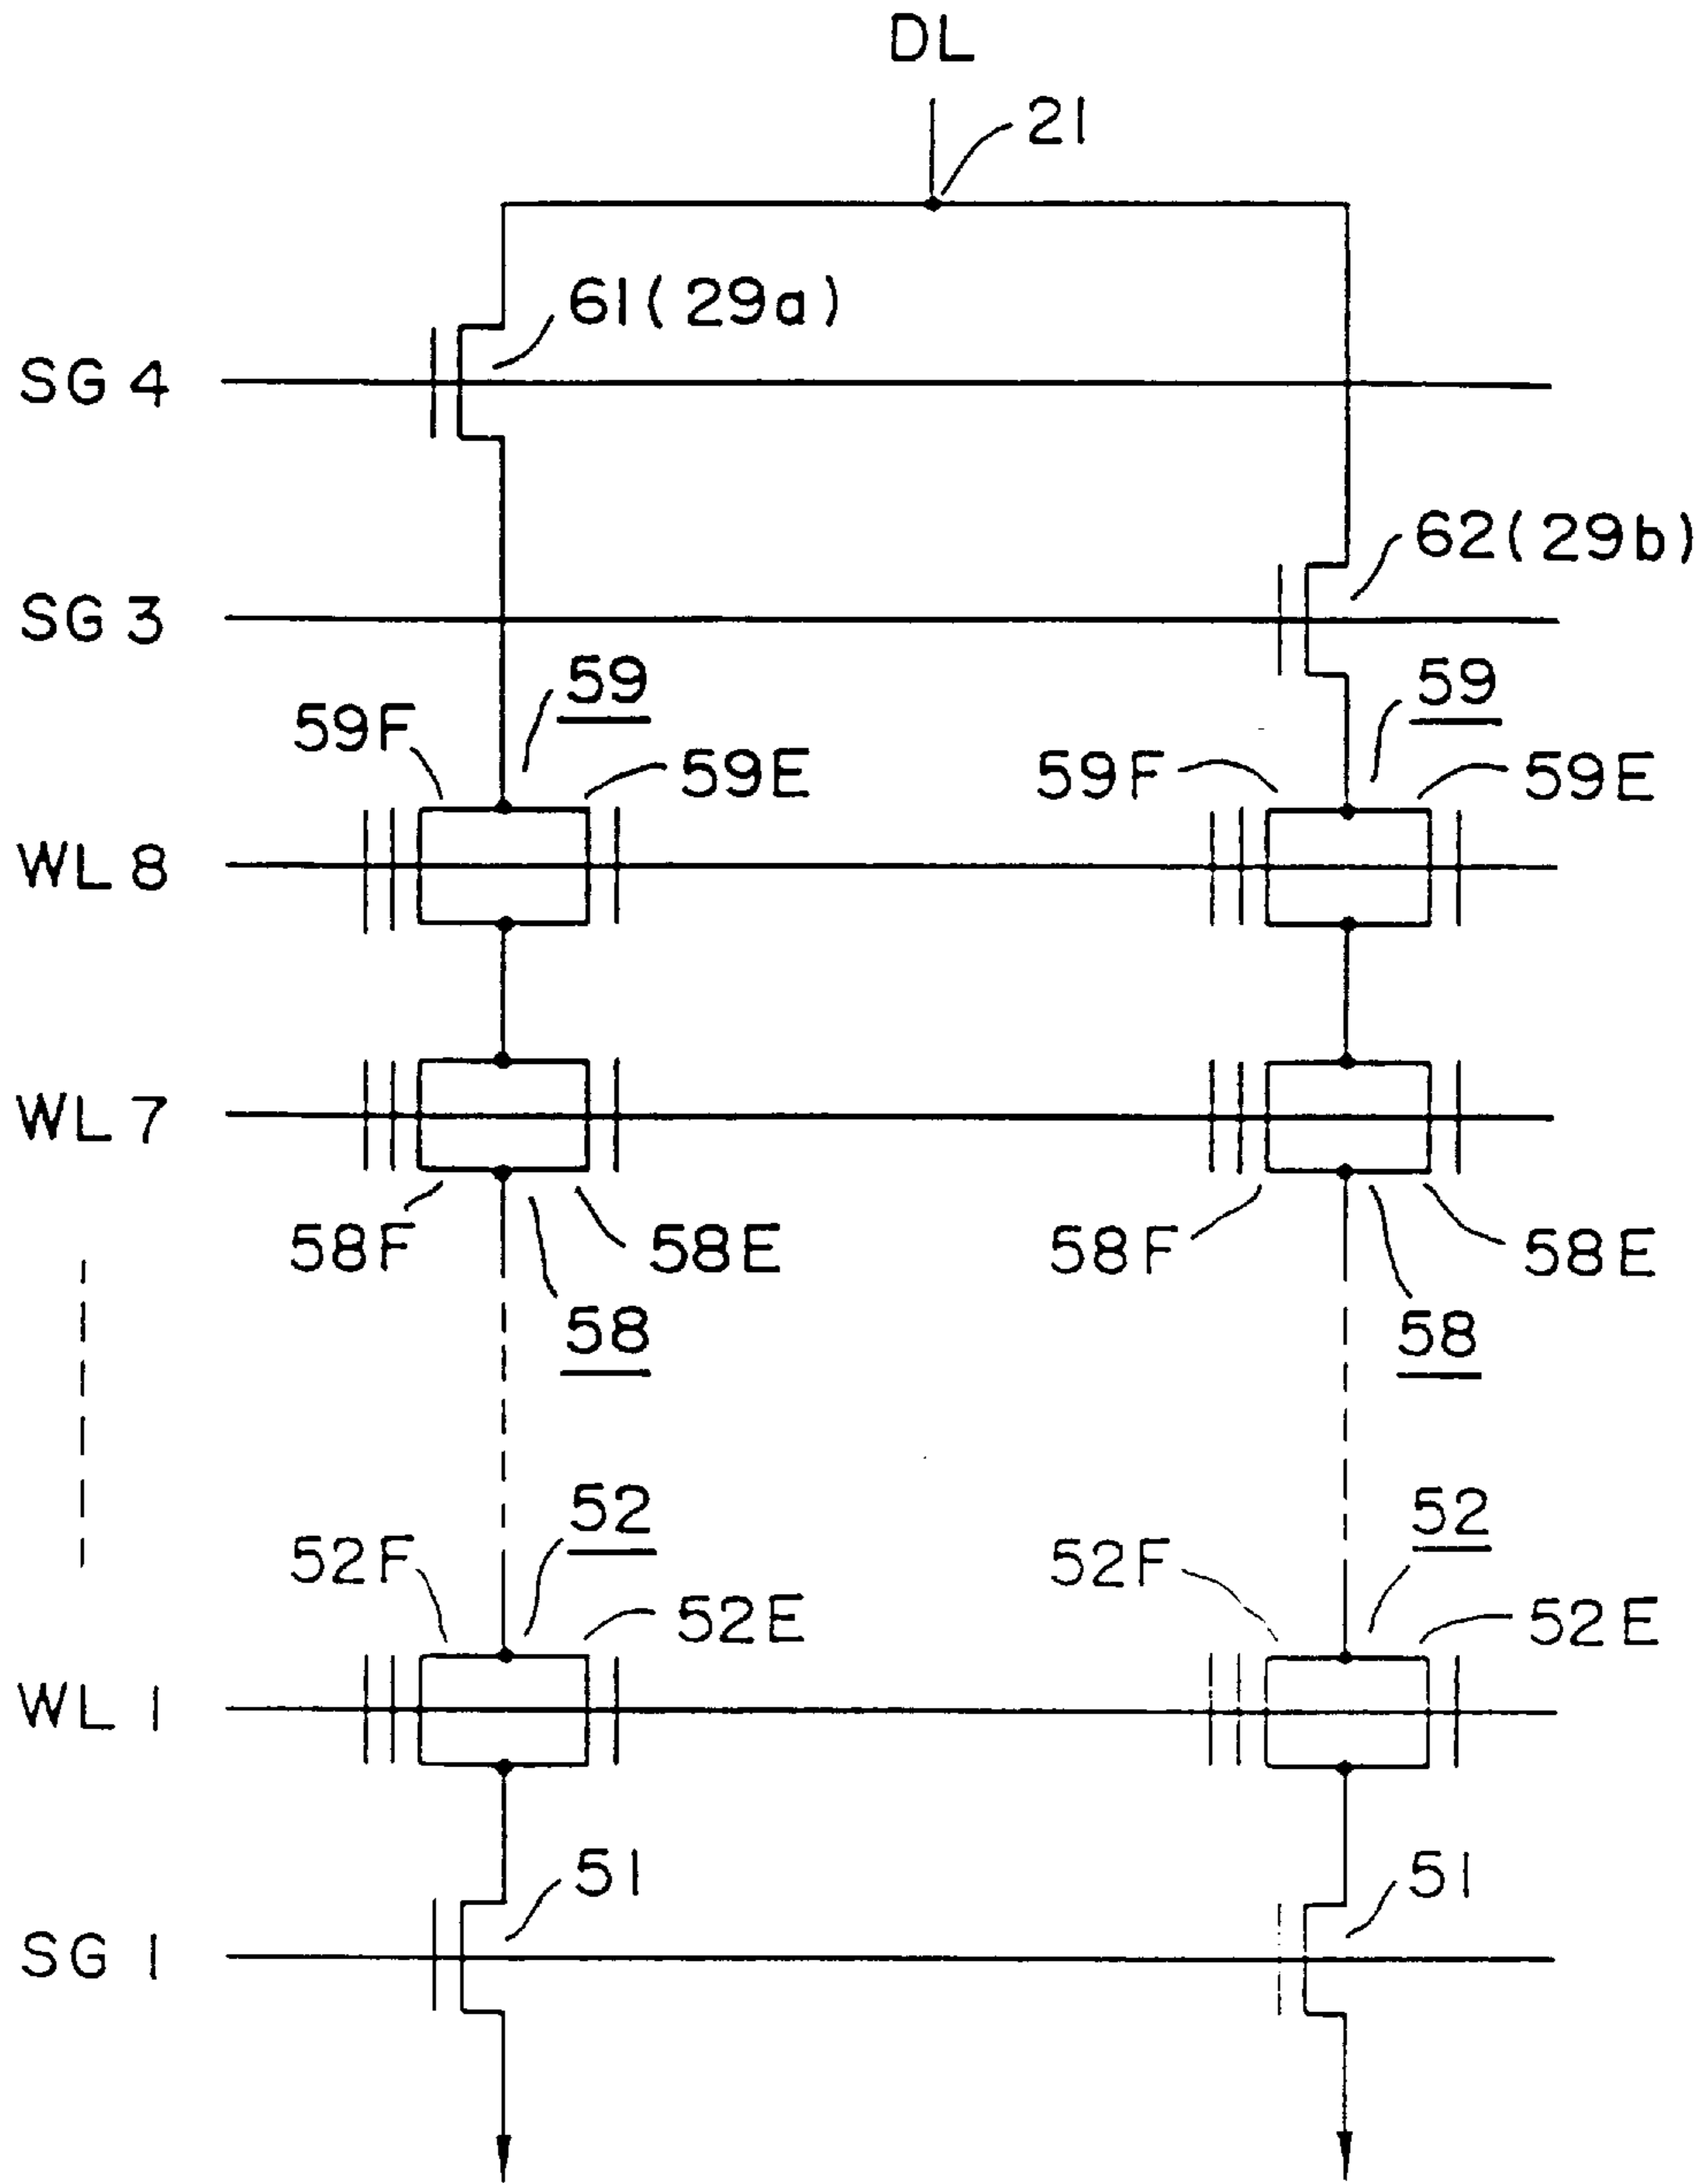 DL
21
61(29a)
SG4
62(29b)
SG3
59 59
59F 59E 59F 59E
WL8
WL7
58F 58E 58F 58E
58 58
52 52
52F 52E 52F 52E
WL1
51 51
SG1